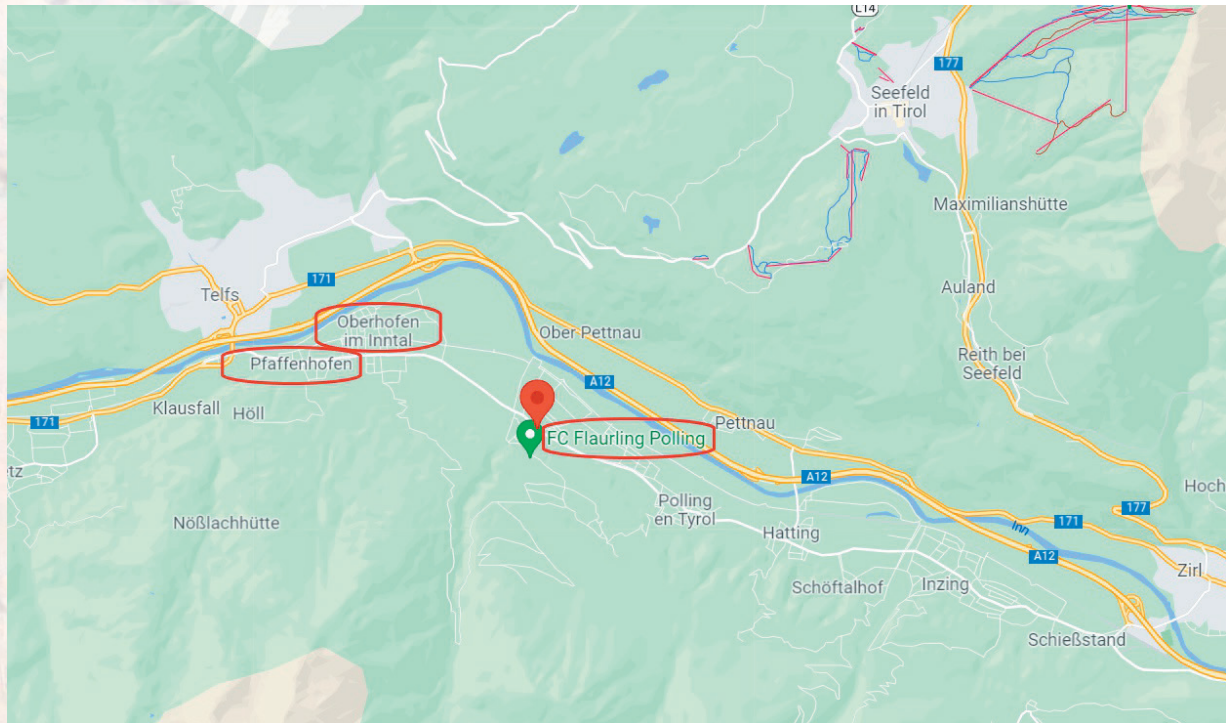 L14
177
Seefeld
in Tirol
Maximilianshütte
171
Telfs
Auland
Oberhofen
im Inntal
Ober Pettnau
Pfaffenhofen
Reith bei
Seefeld
A12
Klausfall
Höll
171
Pettnau
FC Flaurling Polling
etz
A12
Hoch
Polling
en Tyrol
177
Nößlachhütte
Hatting
Inn
171
A12
Zirl
Schöftalhof
Inzing
Schießstand